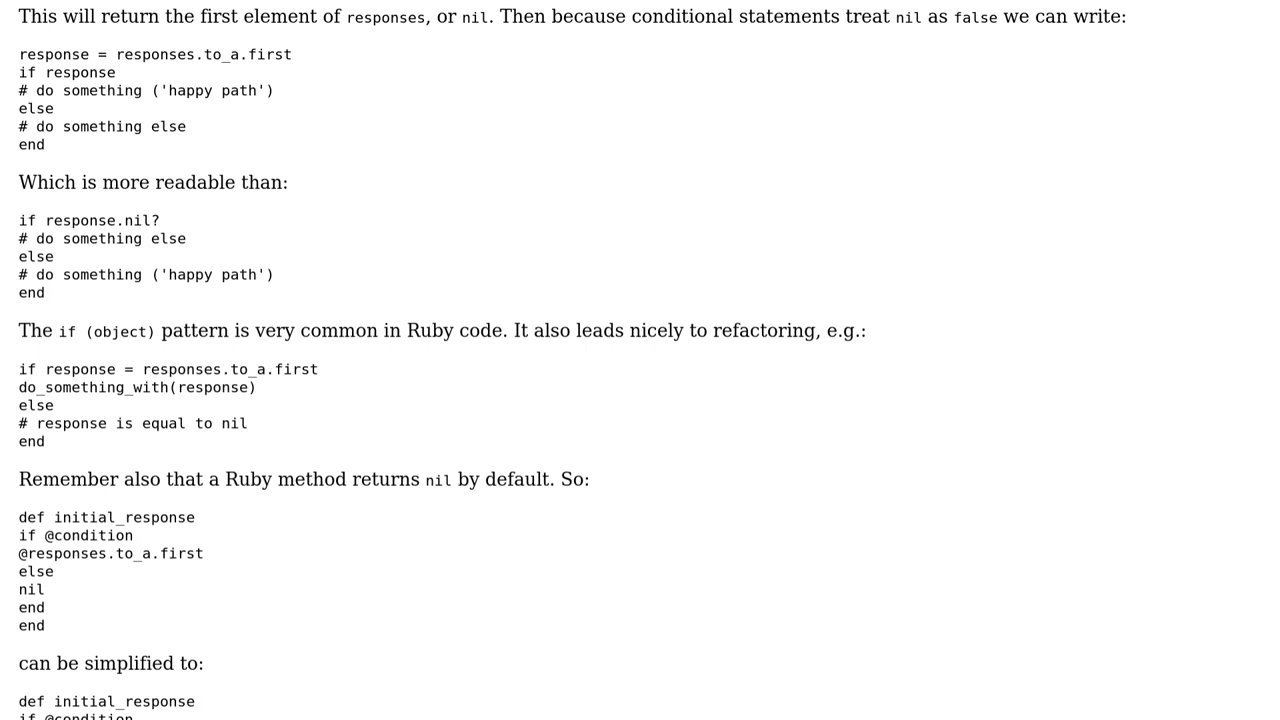 This will return the first element of responses, or nil. Then because conditional statements treat nil as false we can write:
response = responses.to_a.first
if response
# do something ('happy path')
else
# do something else
end
Which is more readable than:
if response.nil?
# do something else
else
# do something ('happy path')
end
The if (object) pattern is very common in Ruby code. It also leads nicely to refactoring, e.g.:
if response = responses.to_a.first
do_something_with(response)
else
# response is equal to nil
end
Remember also that a Ruby method returns nil by default. So:
def initial_response
if @condition
@responses.to_a.first
else
nil
end
end
can be simplified to:
def initial_response
if @condition